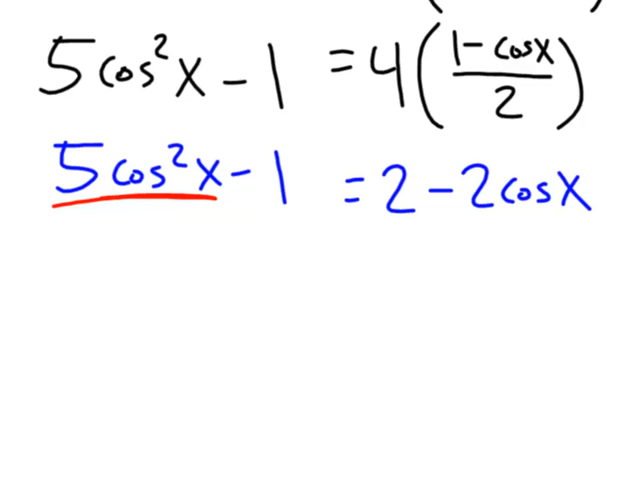 5cos²x - 1 = 4(1 - cosx / 2)
5cos²x - 1 = 2 - 2cosx